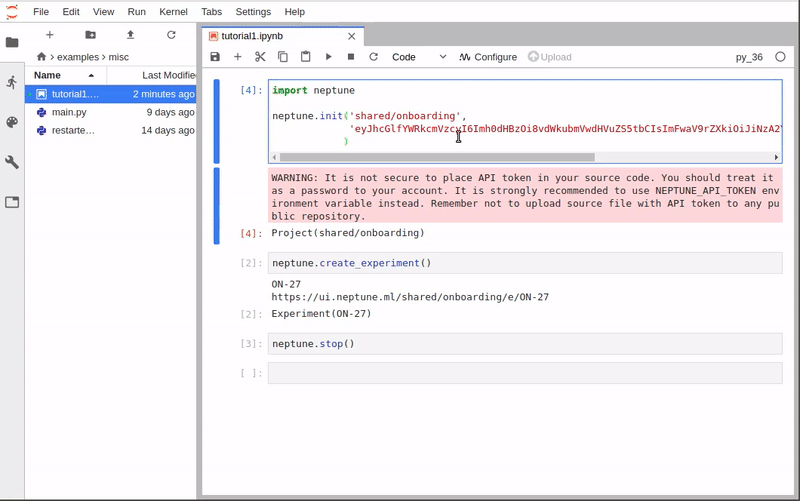 File Edit View Run Kernel Tabs Settings Help
tutorial1.ipynb
Code Configure Upload py_36
examples misc
Name Last Modified
tutorial1.… 2 minutes ago
main.py 9 days ago
restarte… 14 days ago
[4]: import neptune
neptune.init('shared/onboarding',
)
WARNING: It is not secure to place API token in your source code. You should treat it
as a password to your account. It is strongly recommended to use NEPTUNE_API_TOKEN env
ironment variable instead. Remember not to upload source file with API token to any pu
blic repository.
[4]: Project(shared/onboarding)
[2]: neptune.create_experiment()
ON-27
https://ui.neptune.ml/shared/onboarding/e/ON-27
[2]: Experiment(ON-27)
[3]: neptune.stop()
[ ]: